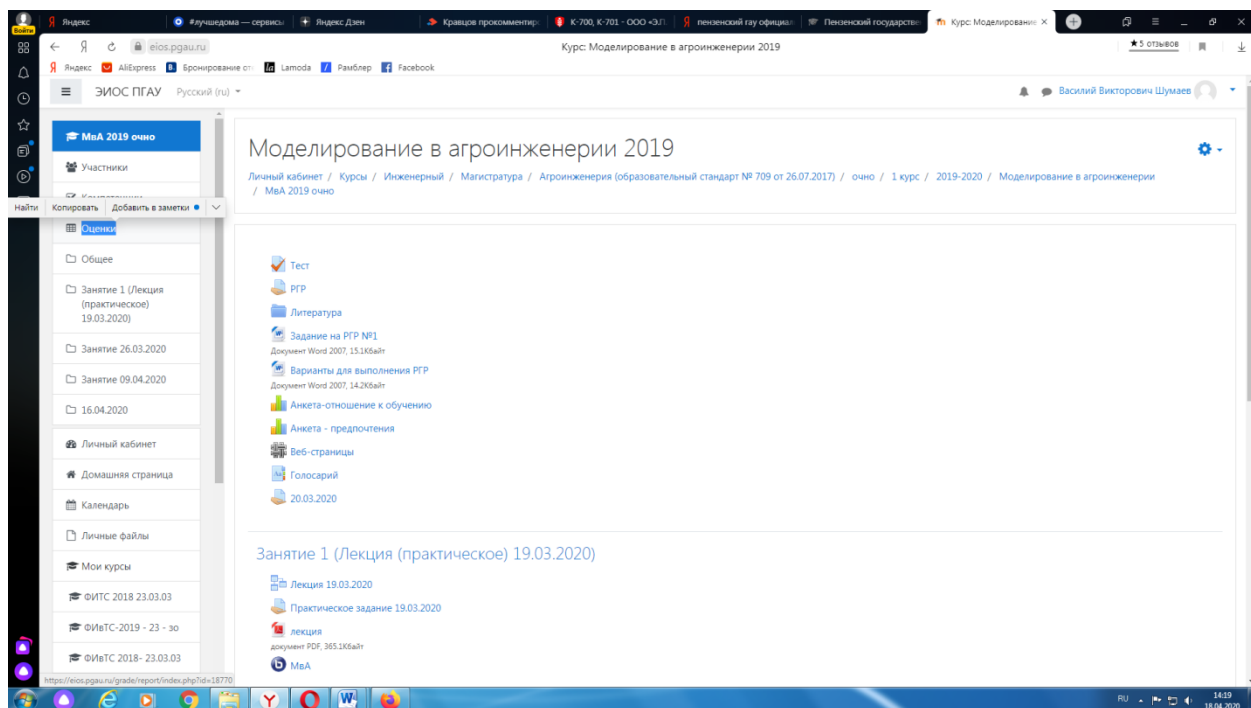 Войти
Яндекс
#лучшедома — сервисы
Яндекс Дзен
Кравцов прокомментир
К-700, К-701 - ООО «ЭЛ
пензенский гау официал
Пензенский государстве
Курс: Моделирование
eios.pgau.ru
Курс: Моделирование в агроинженерии 2019
★5 отзывов
Яндекс AliExpress Бронирование от Lamoda Рамблер Facebook
ЭИОС ПГАУ Русский (ru)
Василий Викторович Шумаев
МвА 2019 очно
Участники
Найти Копировать Добавить в заметки
Оценки
Общее
Занятие 1 (Лекция
(практическое)
19.03.2020)
Занятие 26.03.2020
Занятие 09.04.2020
16.04.2020
Личный кабинет
Домашняя страница
Календарь
Личные файлы
Мои курсы
ФИТС 2018 23.03.03
ФИвТС-2019 - 23 - зо
ФИвТС 2018- 23.03.03
https://eios.pgau.ru/grade/report/index.php?id=18770
Моделирование в агроинженерии 2019
Личный кабинет / Курсы / Инженерный / Магистратура / Агроинженерия (образовательный стандарт № 709 от 26.07.2017) / очно / 1 курс / 2019-2020 / Моделирование в агроинженерии
/ МвА 2019 очно
Тест
РГР
Литература
Задание на РГР №1
Документ Word 2007, 15.1Кбайт
Варианты для выполнения РГР
Документ Word 2007, 14.2Кбайт
Анкета-отношение к обучению
Анкета - предпочтения
Веб-страницы
Голосарий
20.03.2020
Занятие 1 (Лекция (практическое) 19.03.2020)
Лекция 19.03.2020
Практическое задание 19.03.2020
лекция
документ PDF, 365.1Кбайт
МвА
RU
14:19
18.04.2020